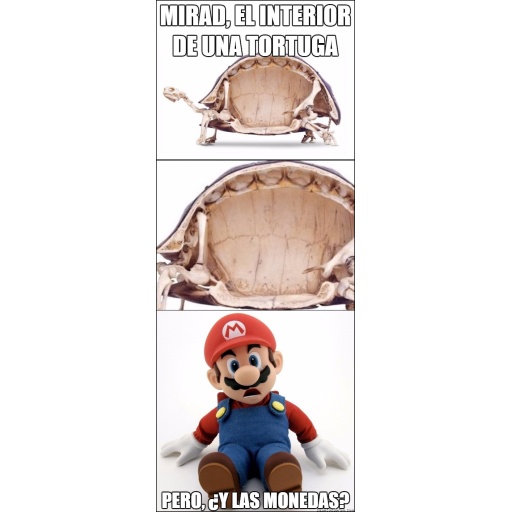 MIRAD, EL INTERIOR
DE UNA TORTUGA
M
PERO, ¿Y LAS MONEDAS?